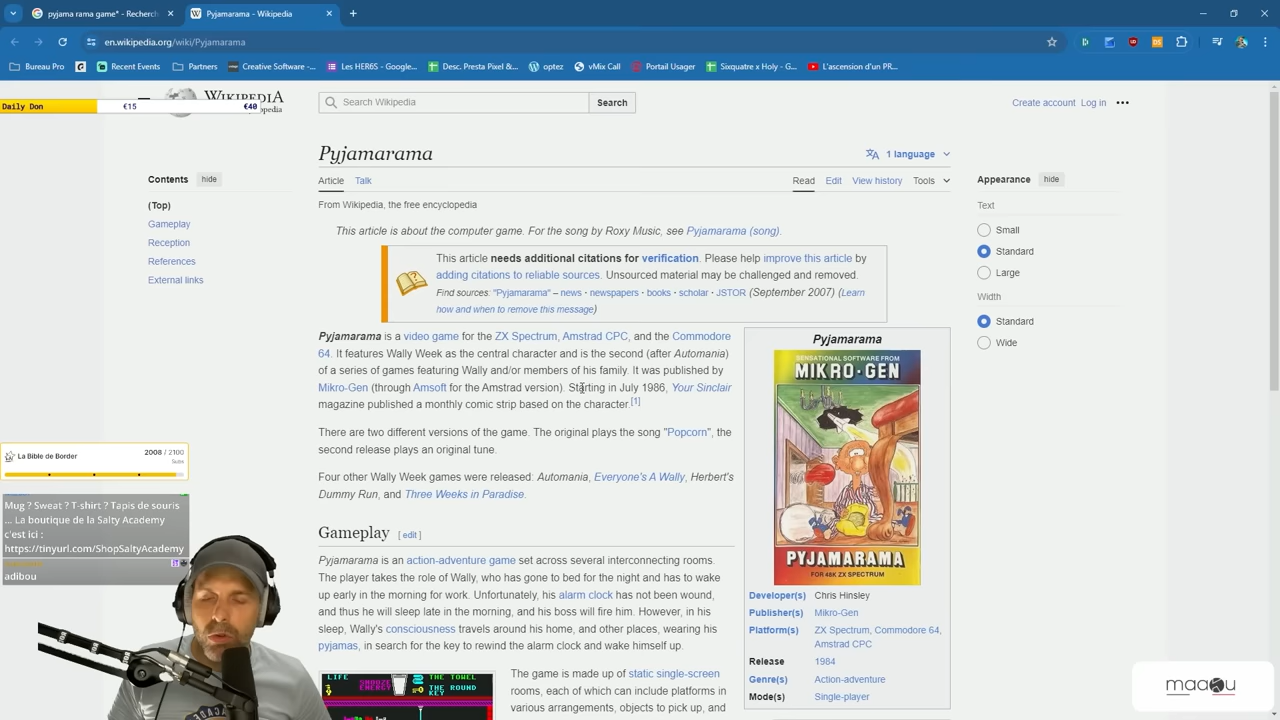 pyjama rama game* - Recherch
Pyjamarama - Wikipedia
en.wikipedia.org/wiki/Pyjamarama
Bureau Pro
Recent Events
Partners
Creative Software -...
Les HER6S - Google...
Desc. Presta Pixel &...
optez
vMix Call
Portail Usager
Sixquatre x Holy - G...
L'ascension d'un PR...
Daily Don €15 €40
WIKIPEDIA
Search Wikipedia
Search
Create account Log in
Pyjamarama
1 language
Contents hide
(Top)
Gameplay
Reception
References
External links
Article Talk
Read Edit View history Tools
From Wikipedia, the free encyclopedia
This article is about the computer game. For the song by Roxy Music, see Pyjamarama (song).
This article needs additional citations for verification. Please help improve this article by
adding citations to reliable sources. Unsourced material may be challenged and removed.
Find sources: "Pyjamarama" – news · newspapers · books · scholar · JSTOR (September 2007) (Learn
how and when to remove this message)
Pyjamarama is a video game for the ZX Spectrum, Amstrad CPC, and the Commodore
64. It features Wally Week as the central character and is the second (after Automania)
of a series of games featuring Wally and/or members of his family. It was published by
Mikro-Gen (through Amsoft for the Amstrad version). Starting in July 1986, Your Sinclair
magazine published a monthly comic strip based on the character.[1]
There are two different versions of the game. The original plays the song "Popcorn", the
second release plays an original tune.
Four other Wally Week games were released: Automania, Everyone's A Wally, Herbert's
Dummy Run, and Three Weeks in Paradise.
Gameplay [ edit ]
Pyjamarama is an action-adventure game set across several interconnecting rooms.
The player takes the role of Wally, who has gone to bed for the night and has to wake
up early in the morning for work. Unfortunately, his alarm clock has not been wound,
and thus he will sleep late in the morning, and his boss will fire him. However, in his
sleep, Wally's consciousness travels around his home, and other places, wearing his
pyjamas, in search for the key to rewind the alarm clock and wake himself up.
The game is made up of static single-screen
rooms, each of which can include platforms in
various arrangements, objects to pick up, and
LIFE
SNOOZE
ENERGY
THE TOWEL
THE ROUND
KEY
Pyjamarama
SENSATIONAL SOFTWARE FROM
MIKRO-GEN
PYJAMARAMA
FOR 48K ZX SPECTRUM
Developer(s) Chris Hinsley
Publisher(s) Mikro-Gen
Platform(s) ZX Spectrum, Commodore 64,
Amstrad CPC
Release 1984
Genre(s) Action-adventure
Mode(s) Single-player
Appearance hide
Text
Small
Standard
Large
Width
Standard
Wide
La Bible de Border 2008 / 2100
Mug ? Sweat ? T-shirt ? Tapis de souris
... La boutique de la Salty Academy
c'est ici :
https://tinyurl.com/ShopSaltyAcademy
adibou
maaou